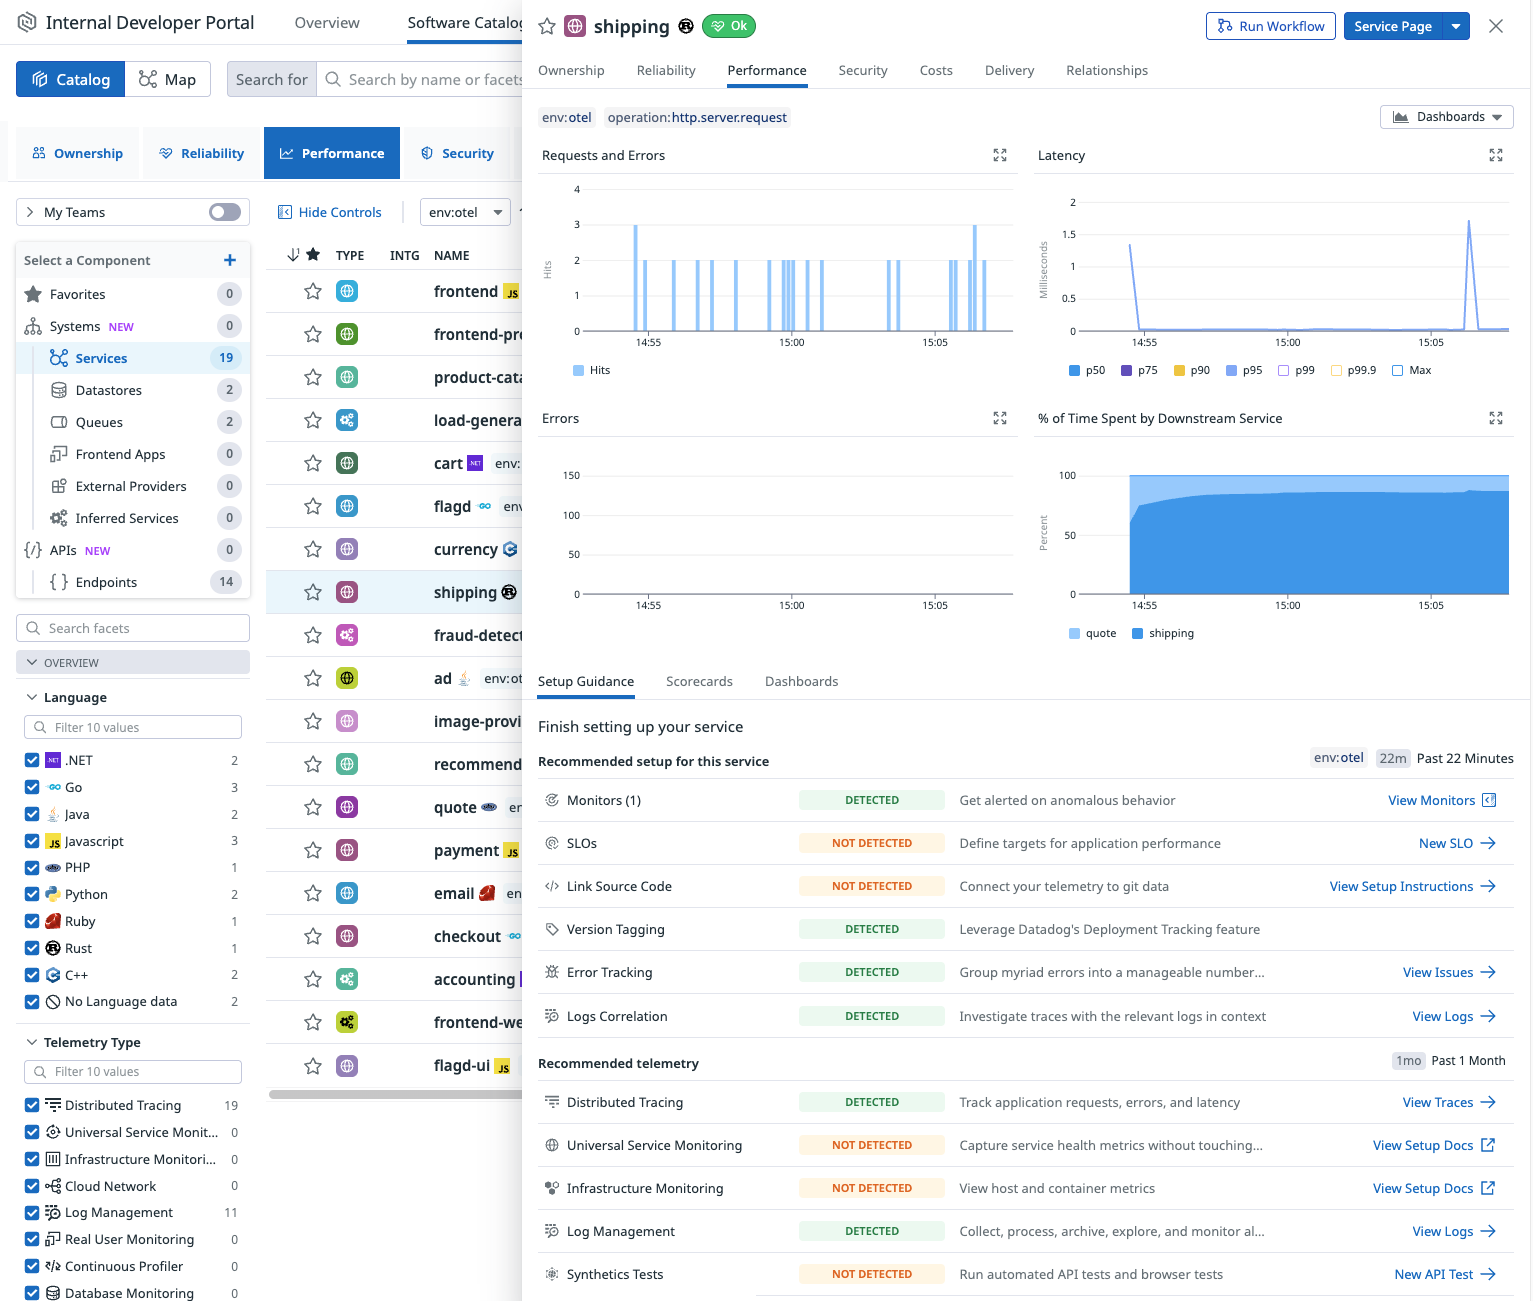 Internal Developer Portal
Overview
Software Catalog
Catalog
Map
Search for
Search by name or facets
Ownership
Reliability
Performance
Security
My Teams
Hide Controls
env:otel
Select a Component
Favorites 0
Systems NEW 0
Services 19
Datastores 2
Queues 2
Frontend Apps 0
External Providers 0
Inferred Services 0
APIs NEW 0
Endpoints 14
Search facets
OVERVIEW
Language
Filter 10 values
.NET 2
Go 3
Java 2
JS Javascript 3
PHP 1
Python 2
Ruby 1
Rust 1
C++ 2
No Language data 2
Telemetry Type
Filter 10 values
Distributed Tracing 19
Universal Service Monit... 0
Infrastructure Monitori... 0
Cloud Network 0
Log Management 11
Real User Monitoring 0
Continuous Profiler 0
Database Monitoring 0
TYPE INTG NAME
frontend JS
frontend-pro
product-cata
load-genera
cart .NET env:
flagd GO env
currency C
shipping R
fraud-detect
ad env:ot
image-provi
recommend
quote en
payment JS
email en
checkout GO
accounting
frontend-we
flagd-ui JS
shipping Ok
Run Workflow
Service Page
Ownership
Reliability
Performance
Security
Costs
Delivery
Relationships
env:otel operation:http.server.request
Dashboards
Requests and Errors
4
3
2
1
0
Hits
14:55 15:00 15:05
Hits
Latency
2
1.5
1
0.5
0
Milliseconds
14:55 15:00 15:05
p50 p75 p90 p95 p99 p99.9 Max
Errors
150
100
50
0
14:55 15:00 15:05
% of Time Spent by Downstream Service
100
50
0
Percent
14:55 15:00 15:05
quote shipping
Setup Guidance
Scorecards
Dashboards
Finish setting up your service
Recommended setup for this service
env:otel 22m Past 22 Minutes
Monitors (1) DETECTED Get alerted on anomalous behavior View Monitors
SLOs NOT DETECTED Define targets for application performance New SLO
Link Source Code NOT DETECTED Connect your telemetry to git data View Setup Instructions
Version Tagging DETECTED Leverage Datadog's Deployment Tracking feature
Error Tracking DETECTED Group myriad errors into a manageable number... View Issues
Logs Correlation DETECTED Investigate traces with the relevant logs in context View Logs
Recommended telemetry
1mo Past 1 Month
Distributed Tracing DETECTED Track application requests, errors, and latency View Traces
Universal Service Monitoring NOT DETECTED Capture service health metrics without touching... View Setup Docs
Infrastructure Monitoring NOT DETECTED View host and container metrics View Setup Docs
Log Management DETECTED Collect, process, archive, explore, and monitor al... View Logs
Synthetics Tests NOT DETECTED Run automated API tests and browser tests New API Test